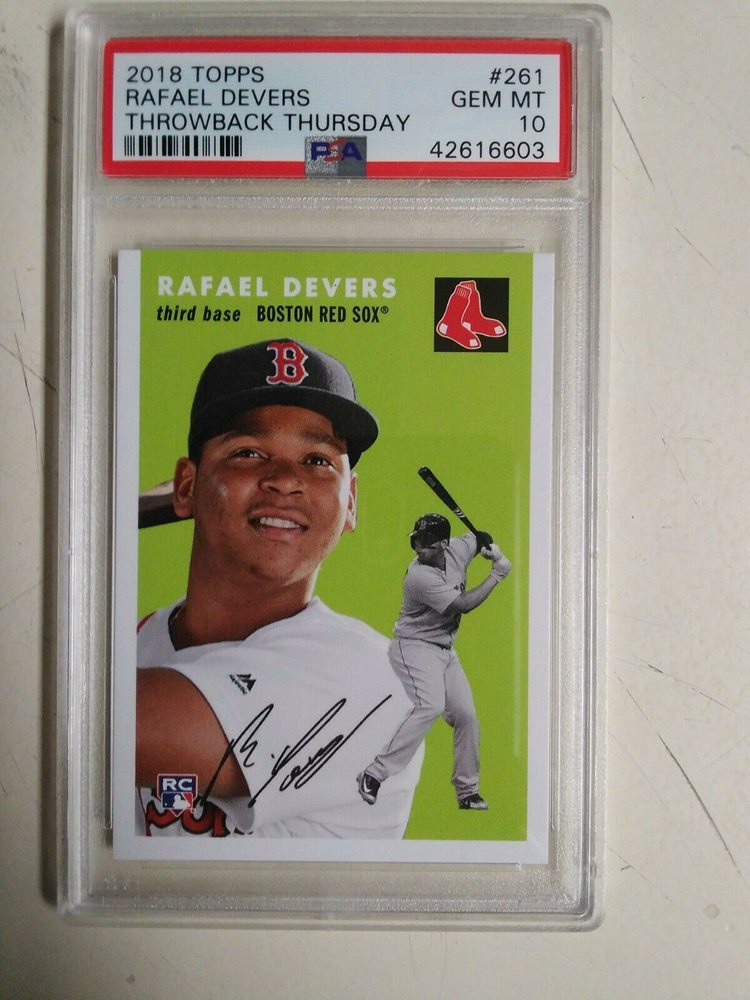 2018 TOPPS #261
RAFAEL DEVERS GEM MT
THROWBACK THURSDAY 10
PSA 42616603
RAFAEL DEVERS
third base BOSTON RED SOX®
B
RC